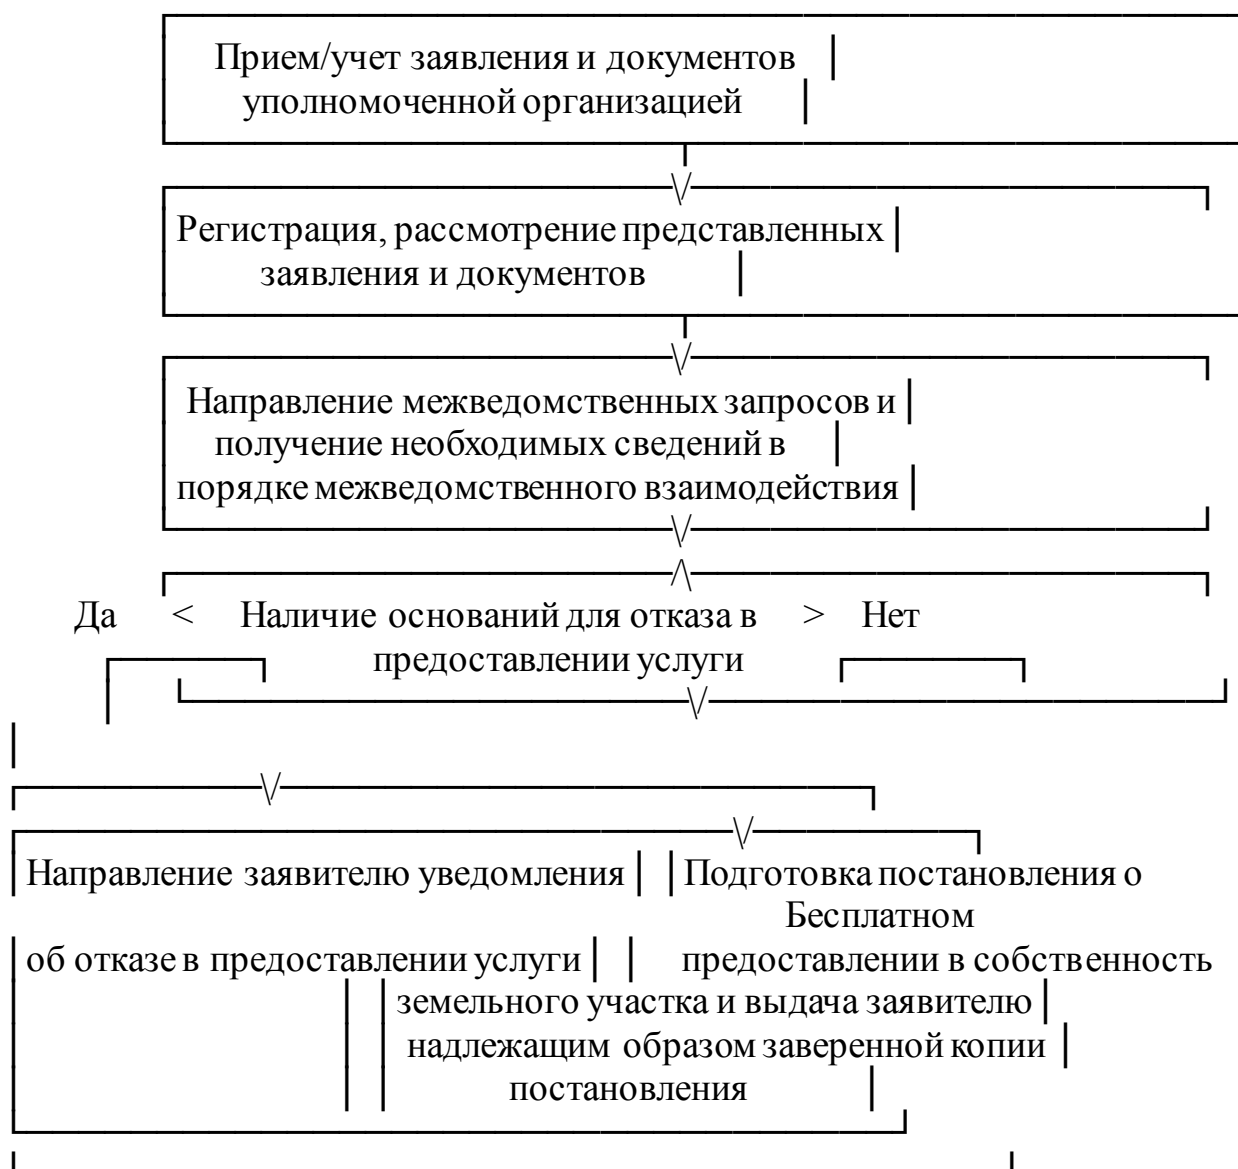 Прием/учет заявления и документов
уполномоченной организацией
Регистрация, рассмотрение представленных
заявления и документов
Направление межведомственных запросов и
получение необходимых сведений в
порядке межведомственного взаимодействия
Да < Наличие оснований для отказа в > Нет
предоставлении услуги
Направление заявителю уведомления Подготовка постановления о
Бесплатном
об отказе в предоставлении услуги предоставлении в собственность
земельного участка и выдача заявителю
надлежащим образом заверенной копии
постановления